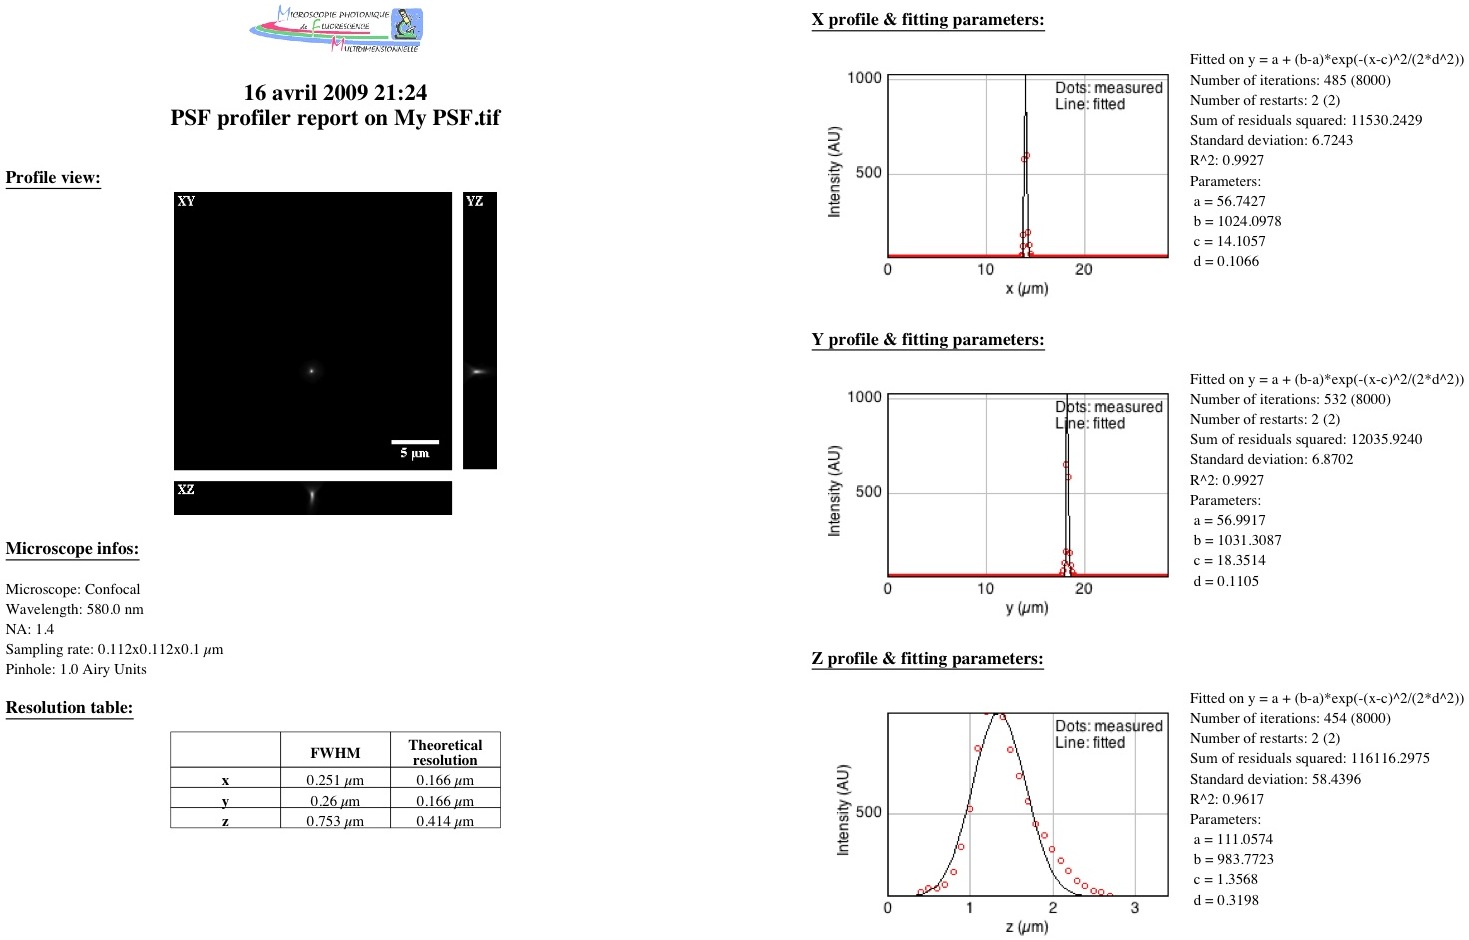 MICROSCOPIE PHOTONIQUE
de FLUORESCENCE
MULTIDIMENSIONNELLE
16 avril 2009 21:24
PSF profiler report on My PSF.tif
Profile view:
XY
YZ
5 µm
XZ
Microscope infos:
Microscope: Confocal
Wavelength: 580.0 nm
NA: 1.4
Sampling rate: 0.112x0.112x0.1 µm
Pinhole: 1.0 Airy Units
Resolution table:
FWHM Theoretical resolution
x 0.251 µm 0.166 µm
y 0.26 µm 0.166 µm
z 0.753 µm 0.414 µm
X profile & fitting parameters:
1000
500
Intensity (AU)
Dots: measured
Line: fitted
0 10 20
x (µm)
Fitted on y = a + (b-a)*exp(-(x-c)^2/(2*d^2))
Number of iterations: 485 (8000)
Number of restarts: 2 (2)
Sum of residuals squared: 11530.2429
Standard deviation: 6.7243
R^2: 0.9927
Parameters:
a = 56.7427
b = 1024.0978
c = 14.1057
d = 0.1066
Y profile & fitting parameters:
1000
500
Intensity (AU)
Dots: measured
Line: fitted
0 10 20
y (µm)
Fitted on y = a + (b-a)*exp(-(x-c)^2/(2*d^2))
Number of iterations: 532 (8000)
Number of restarts: 2 (2)
Sum of residuals squared: 12035.9240
Standard deviation: 6.8702
R^2: 0.9927
Parameters:
a = 56.9917
b = 1031.3087
c = 18.3514
d = 0.1105
Z profile & fitting parameters:
500
Intensity (AU)
Dots: measured
Line: fitted
0 1 2 3
z (µm)
Fitted on y = a + (b-a)*exp(-(x-c)^2/(2*d^2))
Number of iterations: 454 (8000)
Number of restarts: 2 (2)
Sum of residuals squared: 116116.2975
Standard deviation: 58.4396
R^2: 0.9617
Parameters:
a = 111.0574
b = 983.7723
c = 1.3568
d = 0.3198